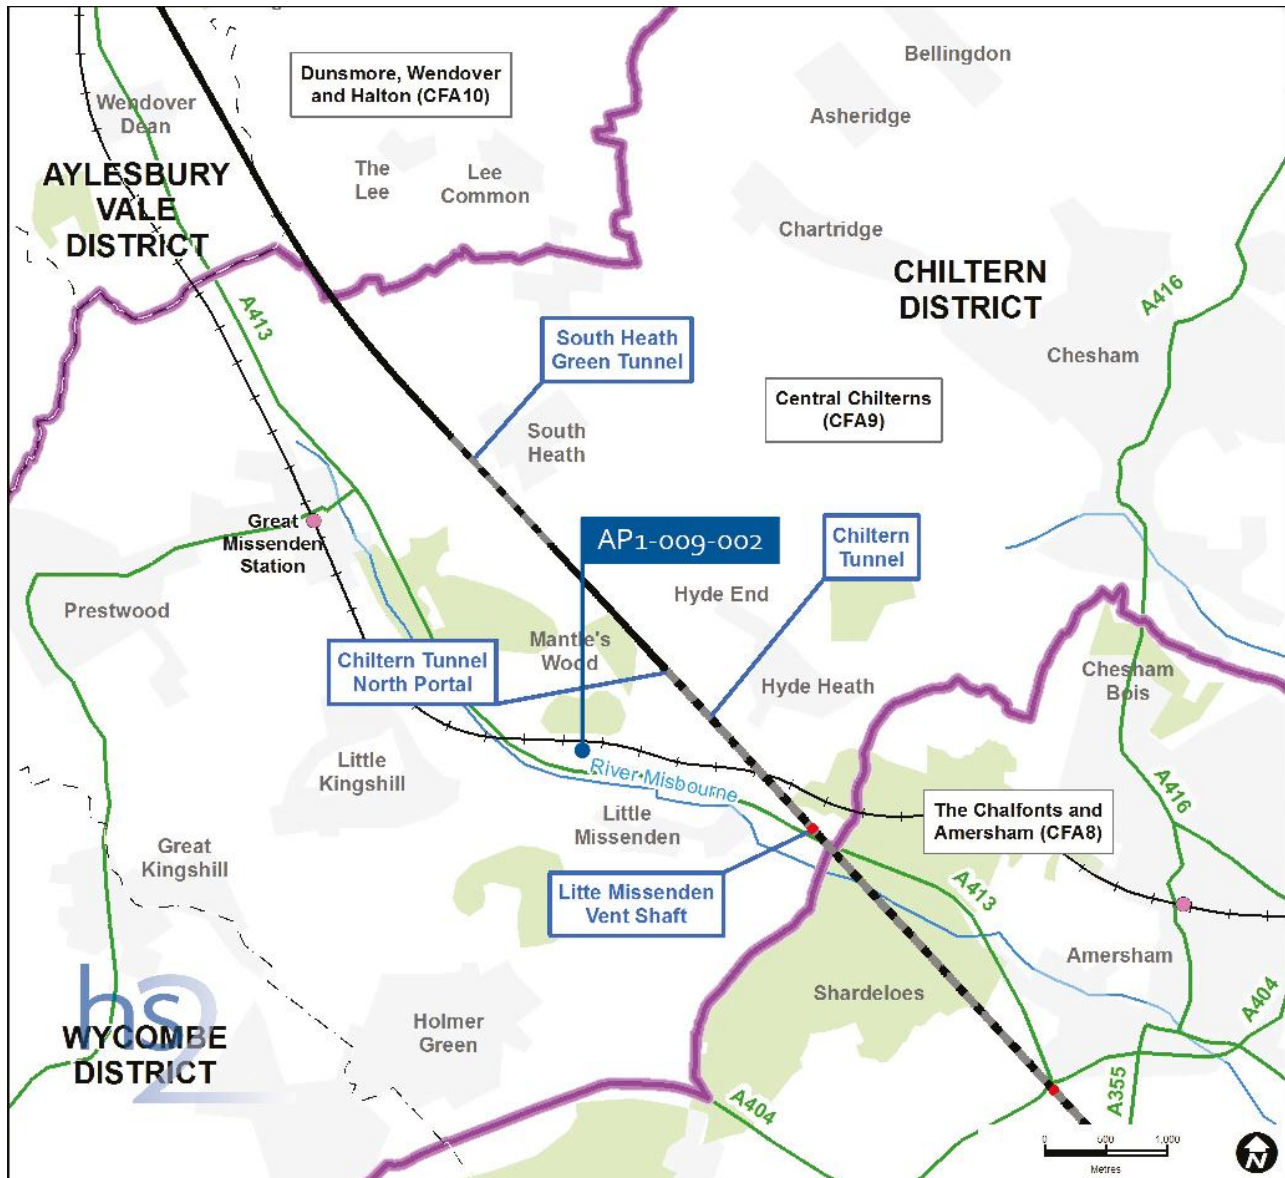 Bellingdon
Dunsmore, Wendover
and Halton (CFA10)
Wendover
Dean
Asheridge
AYLESBURY
VALE
DISTRICT
The
Lee
Lee
Common
Chartridge
CHILTERN
DISTRICT
A416
A413
South Heath
Green Tunnel
Chesham
Central Chilterns
(CFA9)
South
Heath
Great
Missenden
Station
AP1-009-002
Chiltern
Tunnel
Prestwood
Hyde End
Mantle's
Wood
Chiltern Tunnel
North Portal
Hyde Heath
Chesham
Bois
Little
Kingshill
River Misbourne
A416
Little
Missenden
The Chalfonts and
Amersham (CFA8)
Great
Kingshill
Litte Missenden
Vent Shaft
A413
Amersham
Shardeloes
A404
hs2
WYCOMBE
DISTRICT
Holmer
Green
A404
A355
0 500 1,000
Metres
N